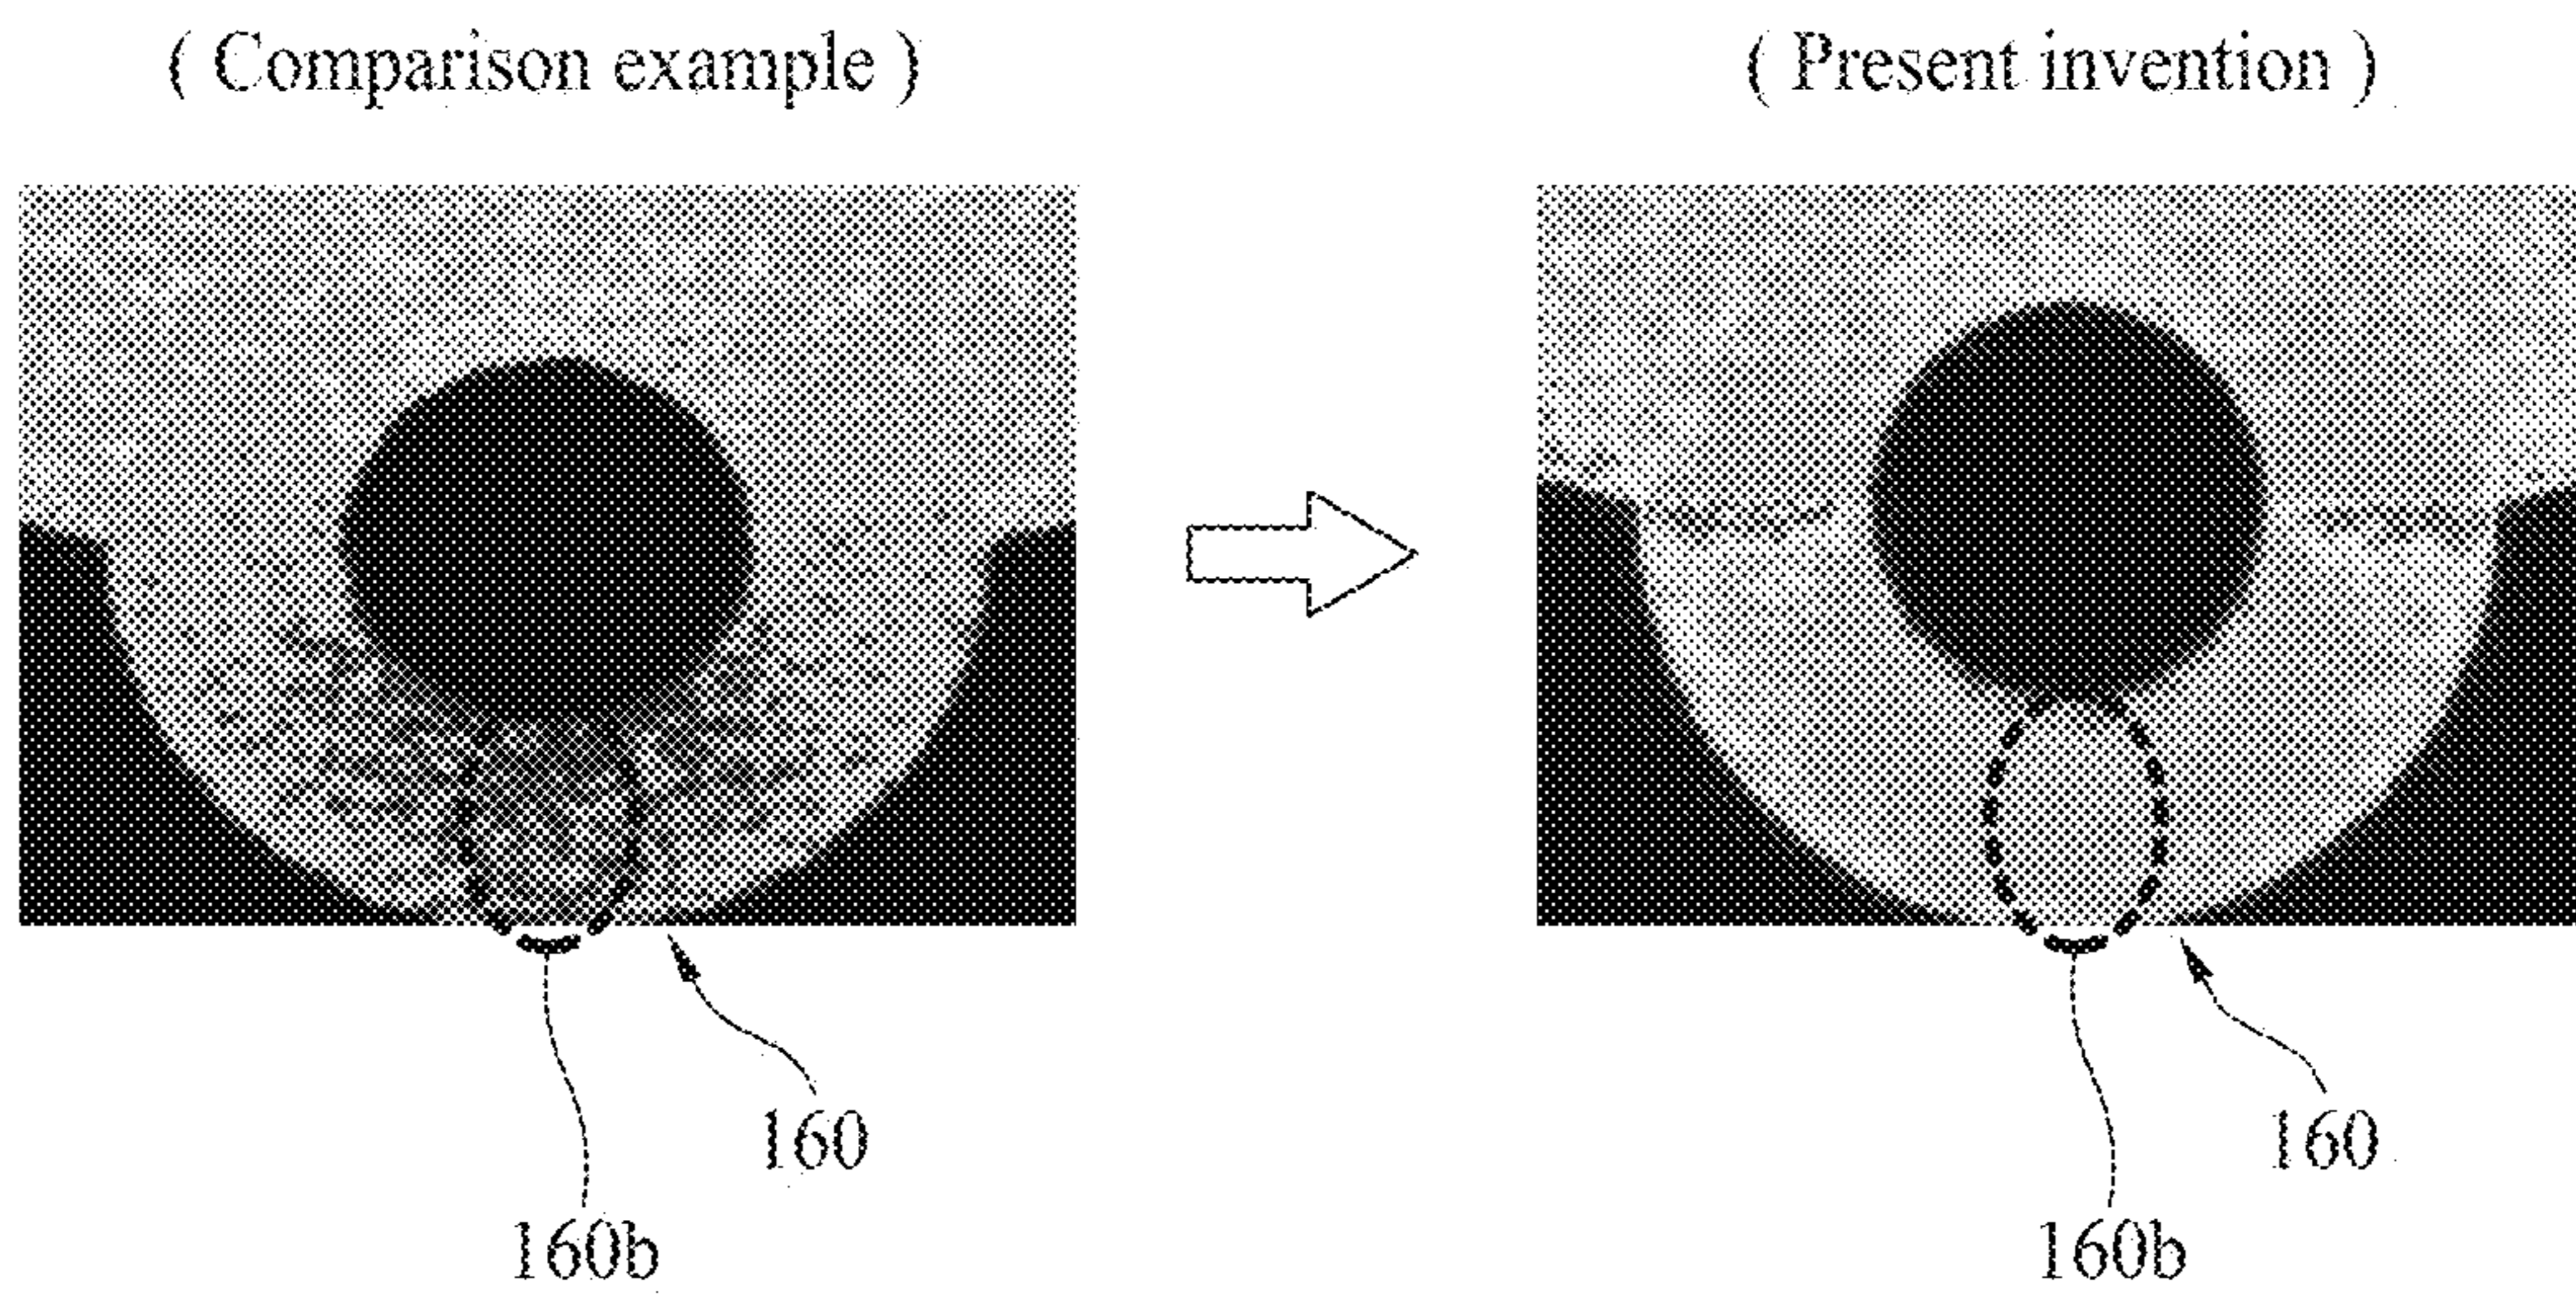 ( Comparison example )
( Present invention )
160
160
160b
160b